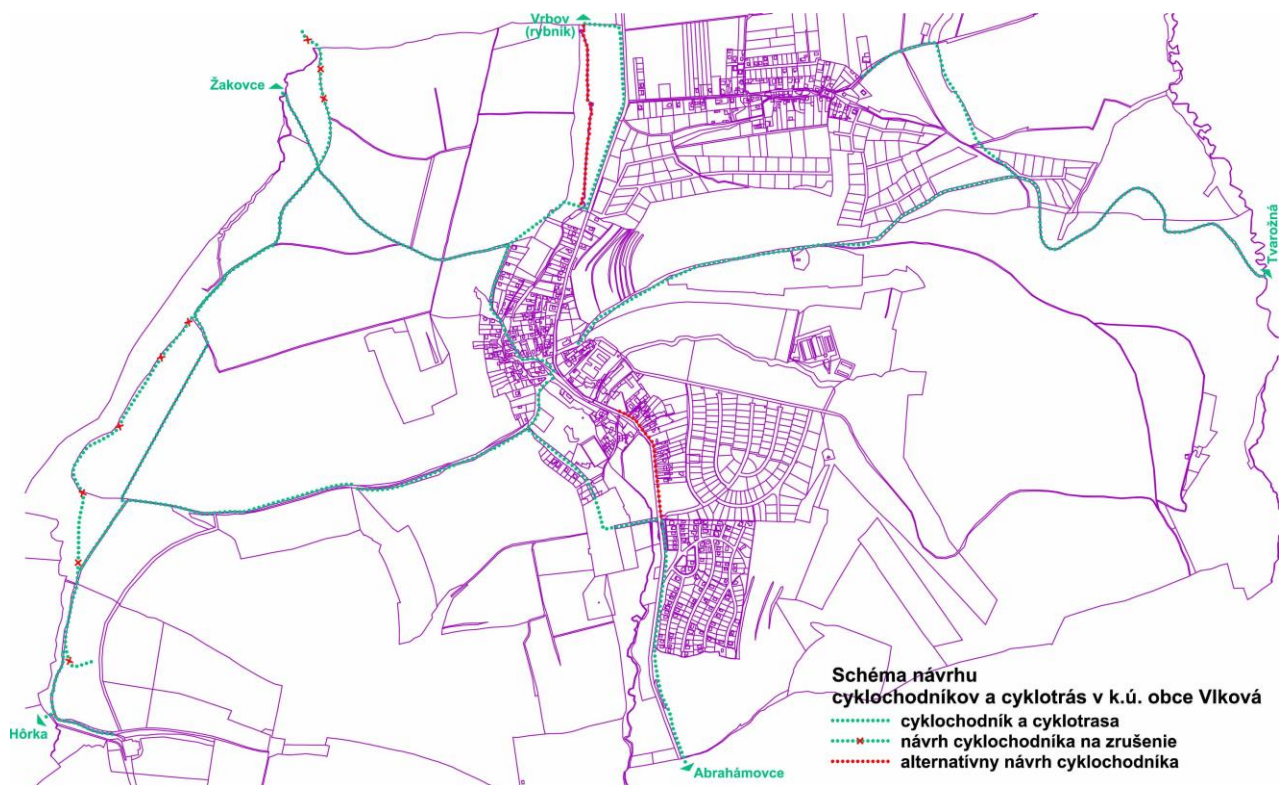 Vrbov
(rybník)
Žakovce
Tvarožná
Hôrka
Abrahámovce
Schéma návrhu
cyklochodníkov a cyklotrás v k.ú. obce Vlková
cyklochodník a cyklotrasa
návrh cyklochodníka na zrušenie
alternatívny návrh cyklochodníka